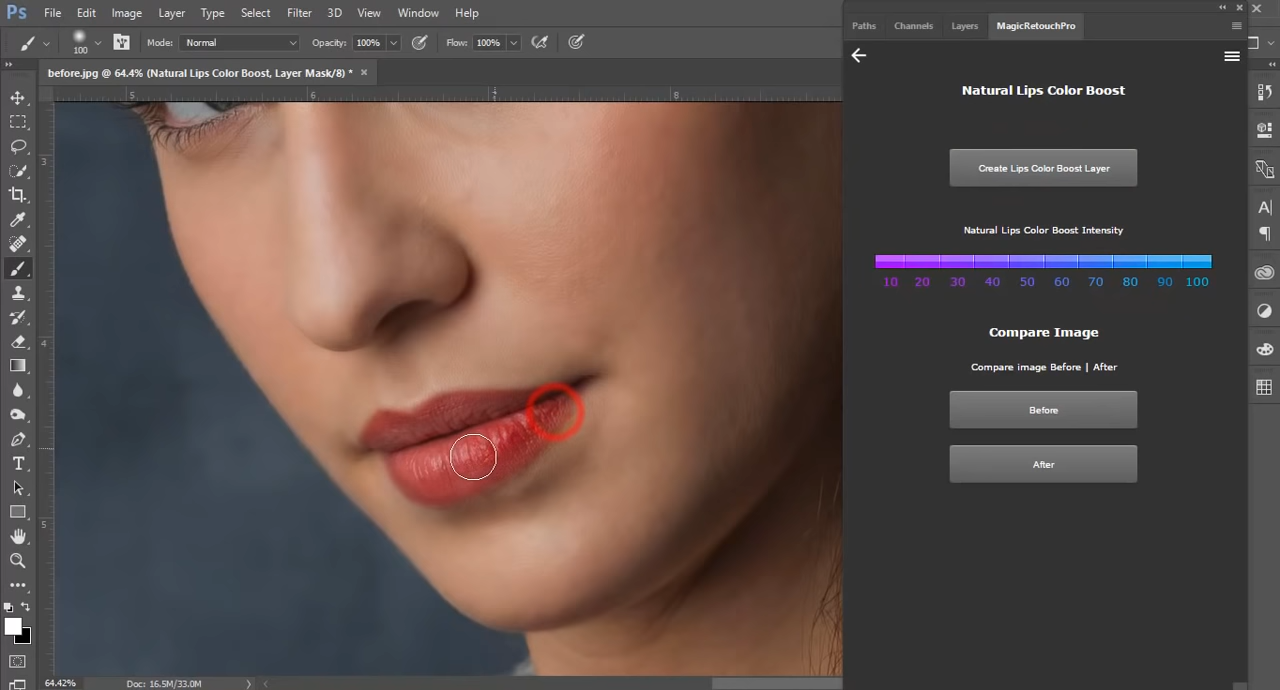 Ps File Edit Image Layer Type Select Filter 3D View Window Help
100 Mode: Normal Opacity: 100% Flow: 100%
Paths Channels Layers MagicRetouchPro
before.jpg @ 64.4% (Natural Lips Color Boost, Layer Mask/8) *
5 6 8
3
4
5
Natural Lips Color Boost
Create Lips Color Boost Layer
Natural Lips Color Boost Intensity
10 20 30 40 50 60 70 80 90 100
Compare Image
Compare image Before | After
Before
After
64.42% Doc: 16.5M/33.0M